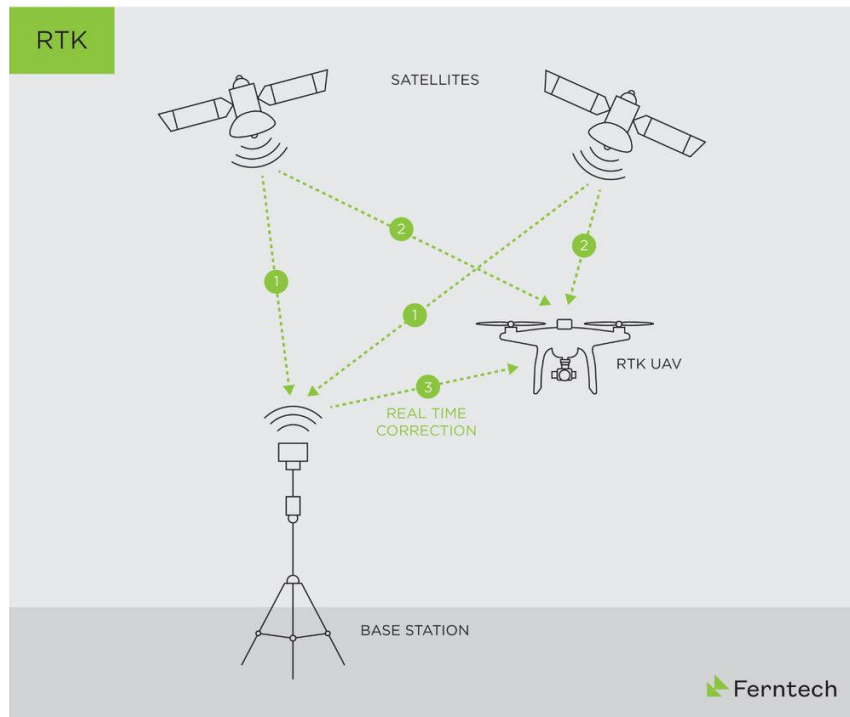 RTK
SATELLITES
2
2
1
1
RTK UAV
3
REAL TIME
CORRECTION
BASE STATION
Ferntech